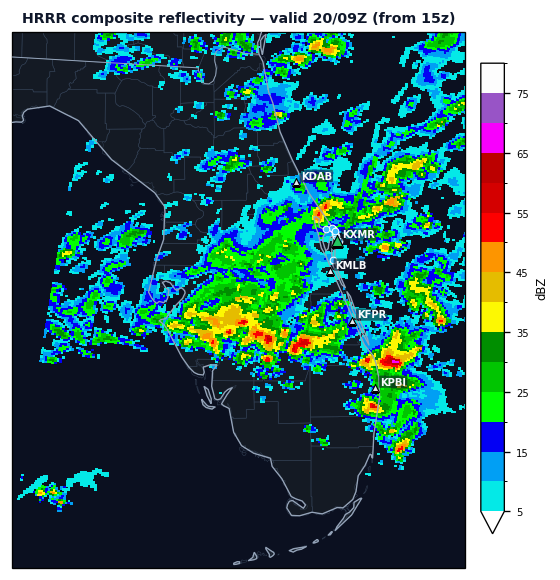 HRRR composite reflectivity — valid 20/09Z (from 15z)
KDAB
KXMR
KMLB
KFPR
KPBI
75
65
55
45
35
25
15
5
dBZ